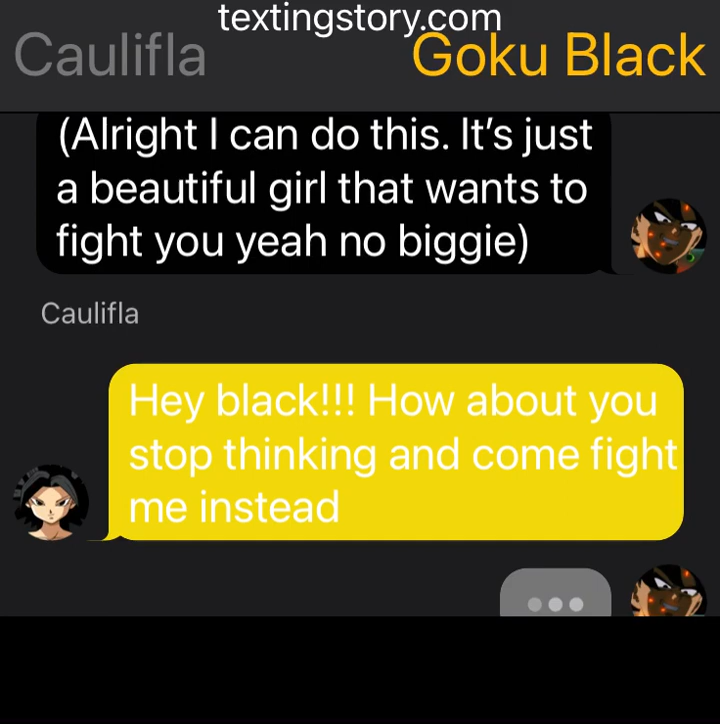 textingstory.com
Caulifla
Goku Black
(Alright I can do this. It's just
a beautiful girl that wants to
fight you yeah no biggie)
Caulifla
Hey black!!! How about you
stop thinking and come fight
me instead